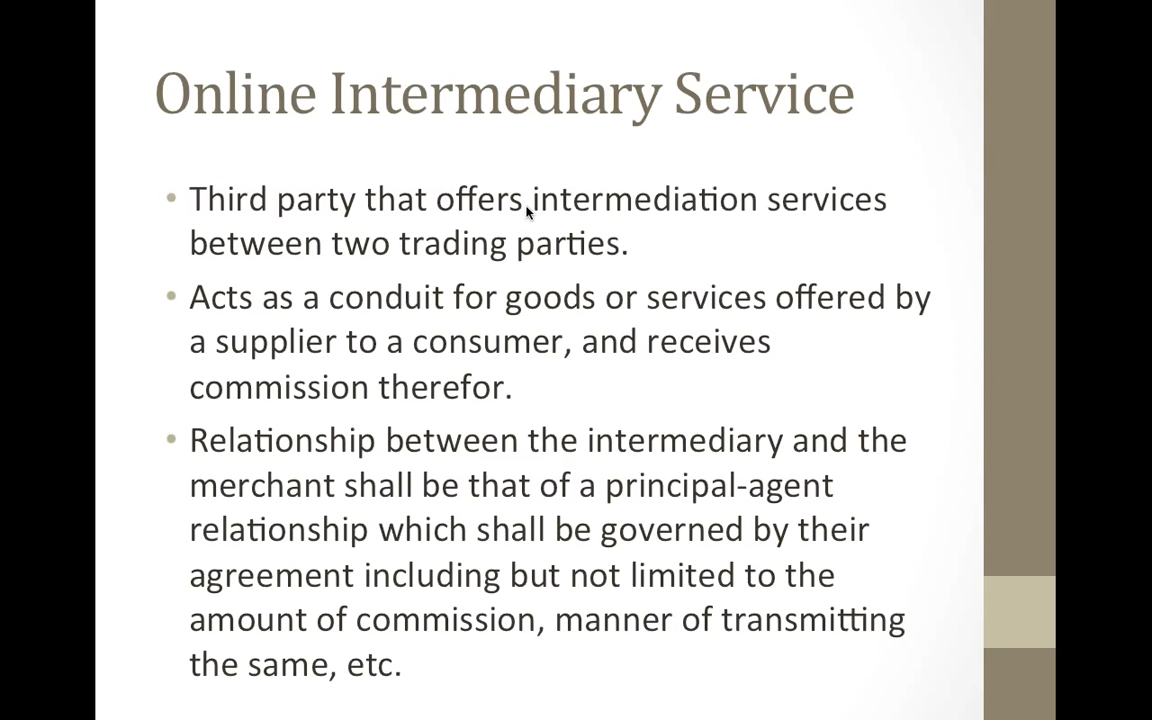 Online Intermediary Service
• Third party that offers intermediation services
between two trading parties.
• Acts as a conduit for goods or services offered by
a supplier to a consumer, and receives
commission therefor.
• Relationship between the intermediary and the
merchant shall be that of a principal-agent
relationship which shall be governed by their
agreement including but not limited to the
amount of commission, manner of transmitting
the same, etc.